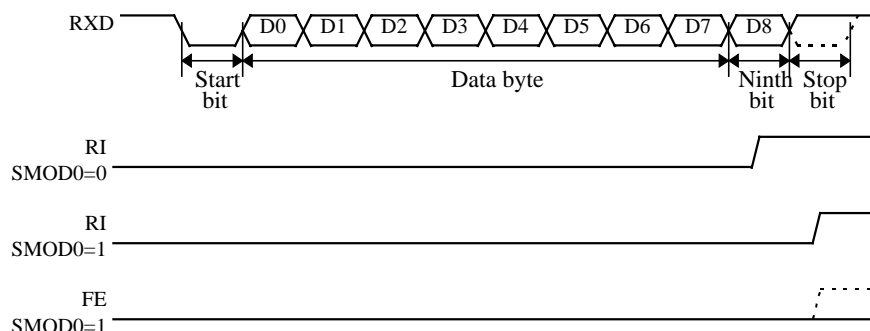 RXD D0 D1 D2 D3 D4 D5 D6 D7 D8
Start bit
Data byte
Ninth bit
Stop bit
RI
SMOD0=0
RI
SMOD0=1
FE
SMOD0=1